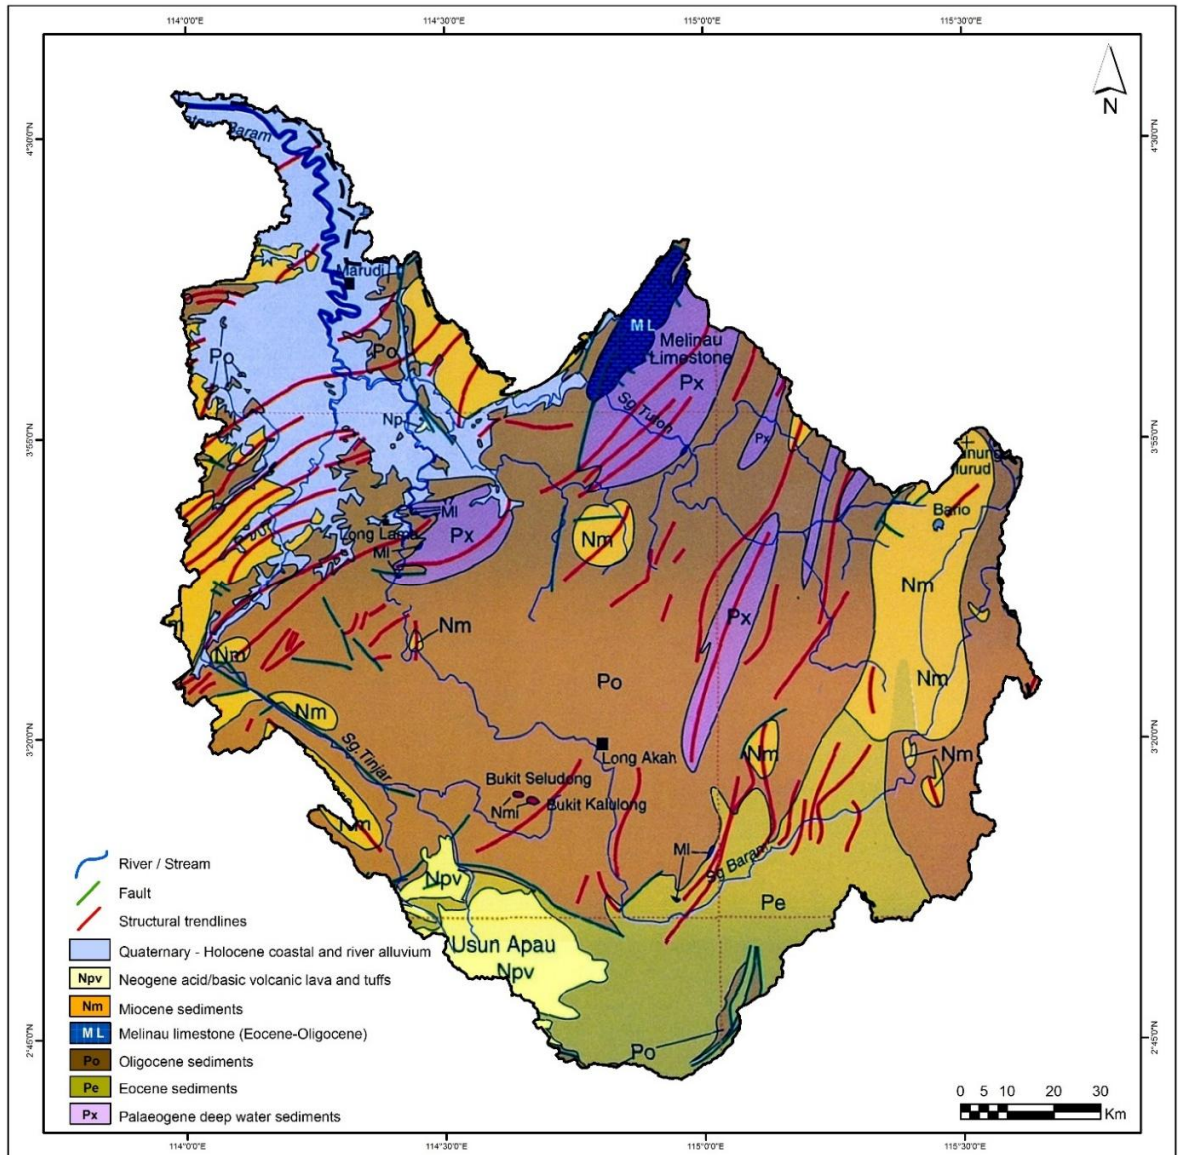 114°0'0"E
114°30'0"E
115°0'0"E
115°30'0"E
N
4°30'0"N
4°30'0"N
Baram
Marudi
ML
Melinau
Limestone
Po
Po
Px
Sg.Tutoh
Np
Px
3°55'0"N
3°55'0"N
Bario
Ml
Long Lama
Px
Ml
Nm
Nm
Px
Nm
Nm
Po
Nm
Nm
3°20'0"N
3°20'0"N
Sg.Tinjar
Long Akah
Nm
Nm
Bukit Seludong
Nmi
Bukit Kalulong
Nm
Ml
Sg Baram
Npv
Pe
Usun Apau
Npv
2°45'0"N
2°45'0"N
Po
River / Stream
Fault
Structural trendlines
Quaternary - Holocene coastal and river alluvium
Npv Neogene acid/basic volcanic lava and tuffs
Nm Miocene sediments
ML Melinau limestone (Eocene-Oligocene)
Po Oligocene sediments
Pe Eocene sediments
Px Palaeogene deep water sediments
0 5 10 20 30
Km
114°0'0"E
114°30'0"E
115°0'0"E
115°30'0"E